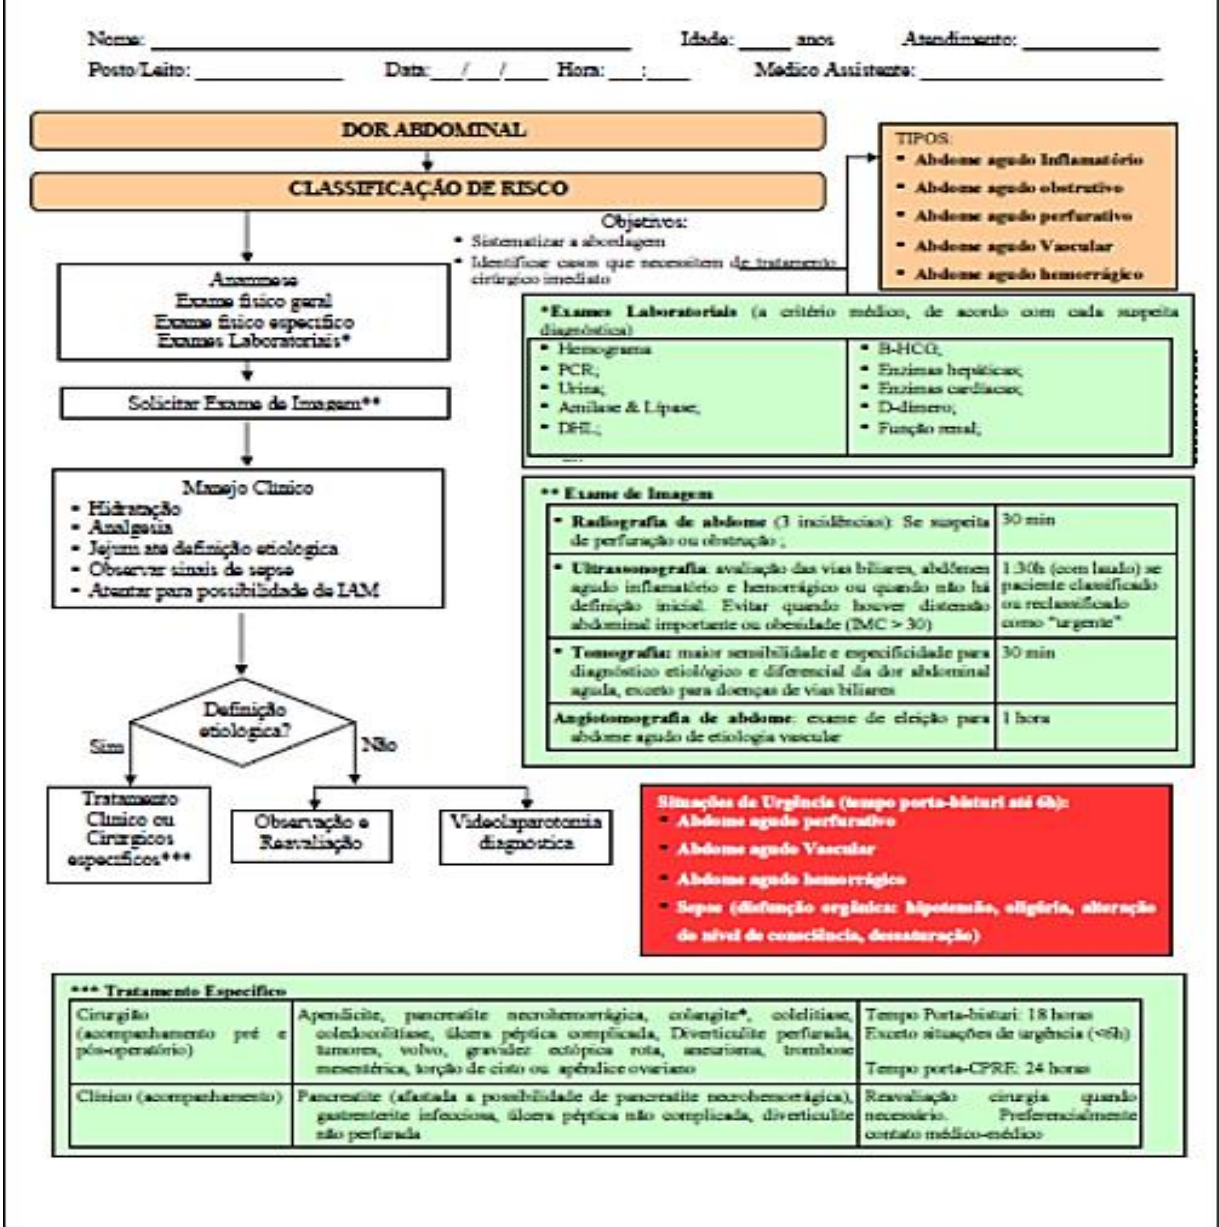 Nome: ______ Idade: _____ anos Atendimento: ______
Posto/Leito: ______ Data:___/___/____ Hora: ___:____ Medico Assistente: ______
DOR ABDOMINAL
CLASSIFICAÇÃO DE RISCO
TIPOS:
▪ Abdome agudo Inflamatório
▪ Abdome agudo obstrutivo
▪ Abdome agudo perfurativo
▪ Abdome agudo Vascular
▪ Abdome agudo hemorrágico
Objetivos:
▪ Sistematizar a abordagem
▪ Identificar casos que necessitem de tratamento
cirúrgico imediato
Anamnese
Exame físico geral
Exame físico específico
Exames Laboratoriais*
Solicitar Exame de Imagem**
Manejo Clínico
▪ Hidratação
▪ Analgesia
▪ Jejum até definição etiológica
▪ Observar sinais de sepse
▪ Atentar para possibilidade de IAM
Definição
etiológica?
Sim
Não
Tratamento
Clínico ou
Cirúrgicos
específicos***
Observação e
Reavaliação
Videolaparotomia
diagnóstica
*Exames Laboratoriais (a critério médico, de acordo com cada suspeita
diagnóstica)
▪ Hemograma
▪ PCR;
▪ Urina;
▪ Amilase & Lípase;
▪ DHL;
▪ B-HCG;
▪ Enzimas hepáticas;
▪ Enzimas cardíacas;
▪ D-dímero;
▪ Função renal;
** Exame de Imagem
▪ Radiografia de abdome (3 incidências): Se suspeita
de perfuração ou obstrução ;
30 min
▪ Ultrassonografia: avaliação das vias biliares, abdômen
agudo inflamatório e hemorrágico ou quando não há
definição inicial. Evitar quando houver distensão
abdominal importante ou obesidade (IMC > 30)
1:30h (com laudo) se
paciente classificado
ou reclassificado
como "urgente"
▪ Tomografia: maior sensibilidade e especificidade para
diagnóstico etiológico e diferencial da dor abdominal
aguda, exceto para doenças de vias biliares
30 min
Angiotomografia de abdome: exame de eleição para
abdome agudo de etiologia vascular
1 hora
Situações de Urgência (tempo porta-bisturi até 6h):
▪ Abdome agudo perfurativo
▪ Abdome agudo Vascular
▪ Abdome agudo hemorrágico
▪ Sepse (disfunção orgânica: hipotensão, oligúria, alteração
do nível de consciência, dessaturação)
*** Tratamento Específico
Cirurgião
(acompanhamento pré e
pós-operatório)
Apendicite, pancreatite necrohemorrágica, colangite*, colelitíase,
coledocolitíase, úlcera péptica complicada, Diverticulite perfurada,
tumores, volvo, gravidez ectópica rota, aneurisma, trombose
mesentérica, torção de cisto ou apêndice ovariano
Tempo Porta-bisturi: 18 horas
Exceto situações de urgência (<6h)
Tempo porta-CPRE: 24 horas
Clínico (acompanhamento)
Pancreatite (afastada a possibilidade de pancreatite necrohemorrágica),
gastrenterite infecciosa, úlcera péptica não complicada, diverticulite
não perfurada
Reavaliação cirurgia quando
necessário. Preferencialmente
contato médico-médico